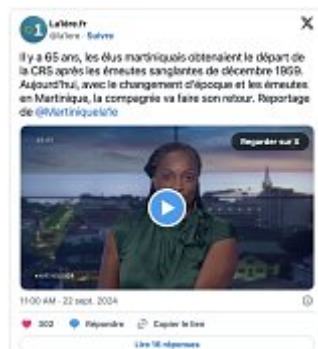 La1ère.fr
@la1ere · Suivre
Il y a 65 ans, les élus martiniquais obtenaient le départ de
la CRS après les émeutes sanglantes de décembre 1959.
Aujourd'hui, avec le changement d'époque et les émeutes
en Martinique, la compagnie va faire son retour. Reportage
de @Martiniquela1e
Regarder sur X
11:00 AM · 22 sept. 2024
302 Répondre Copier le lien
Lire 16 réponses